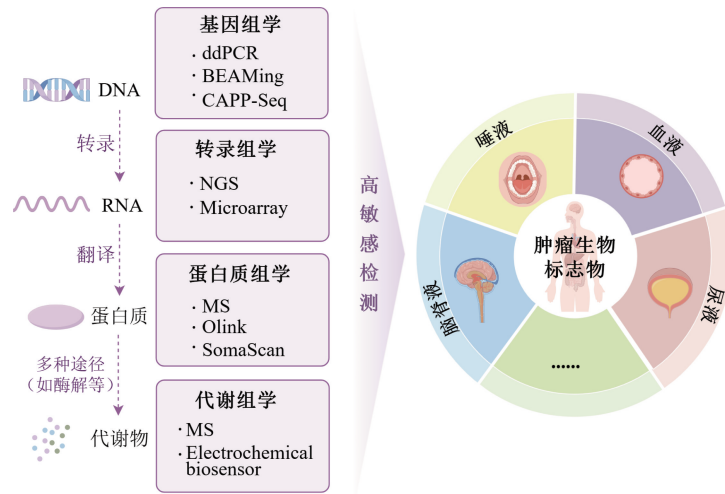 DNA
转录
RNA
翻译
蛋白质
多种途径
（如酶解等）
代谢物
基因组学
· ddPCR
· BEAMing
· CAPP-Seq
转录组学
· NGS
· Microarray
蛋白质组学
· MS
· Olink
· SomaScan
代谢组学
· MS
· Electrochemical
biosensor
高敏感检测
唾液
血液
脑脊液
尿液
肿瘤生物
标志物
......